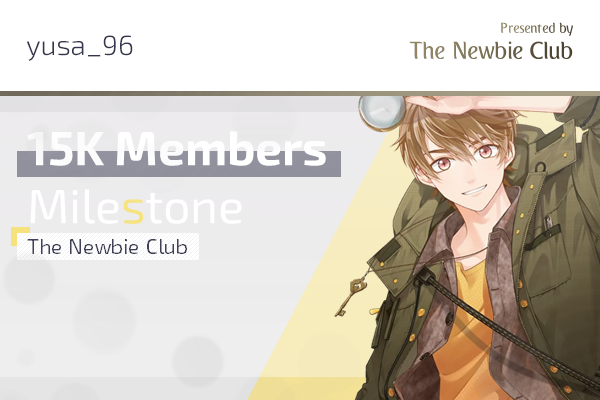 yusa_96
Presented by
The Newbie Club
15K Members
Milestone
The Newbie Club